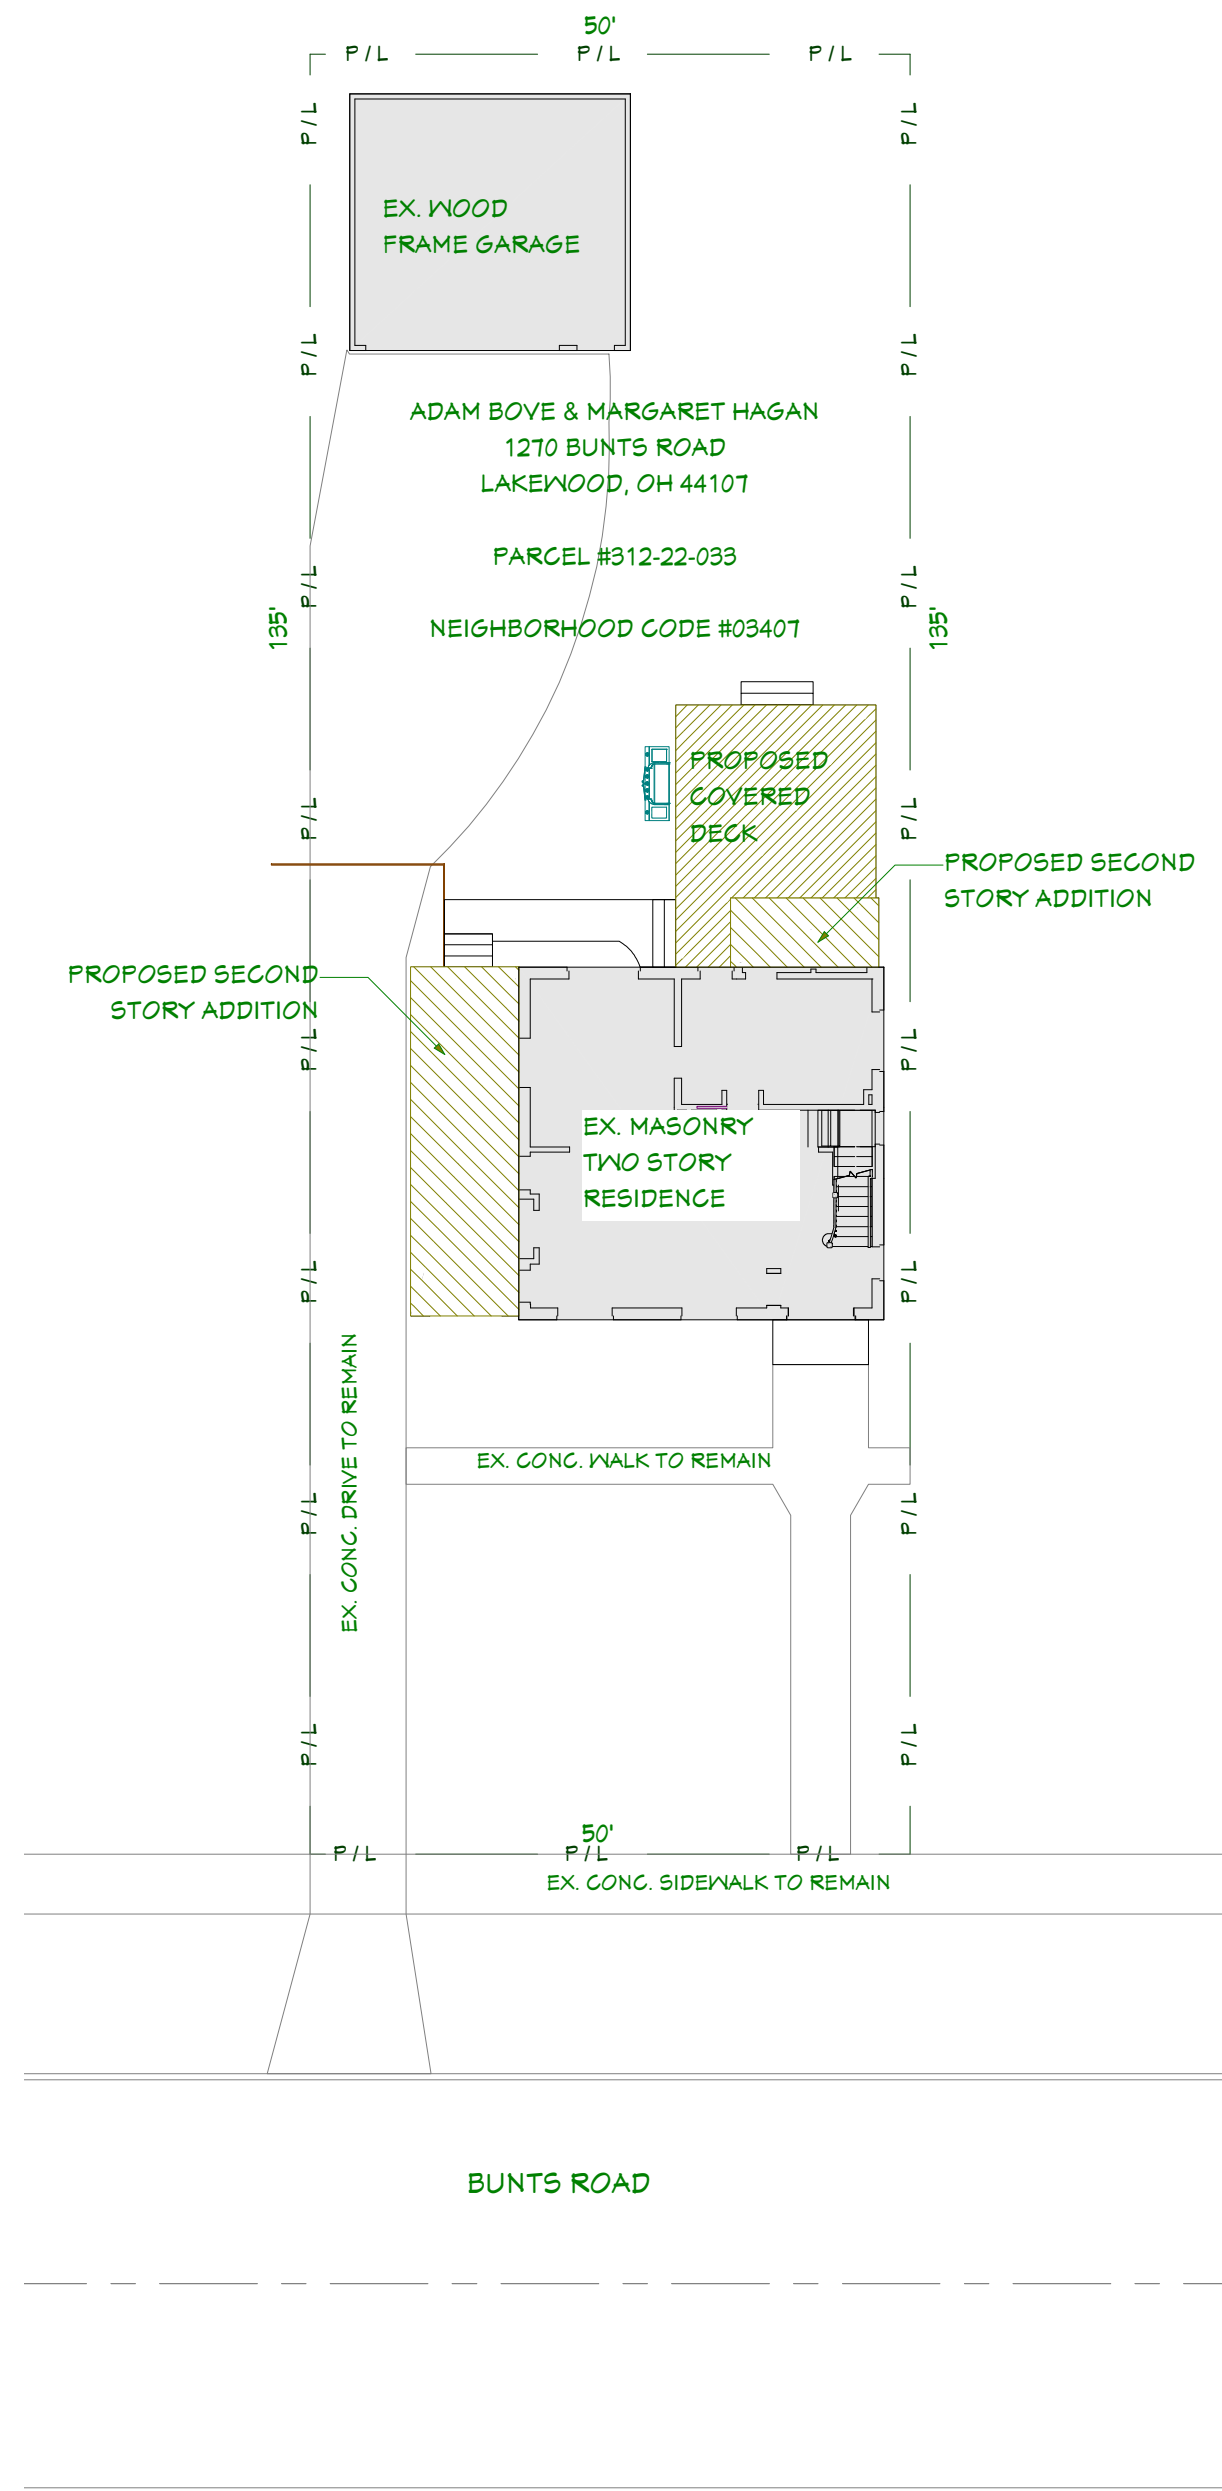 50'
P / L
P / L
P / L
P / L
P / L
EX. WOOD
FRAME GARAGE
P / L
P / L
ADAM BOVE & MARGARET HAGAN
1270 BUNTS ROAD
LAKEWOOD, OH 44107
PARCEL #312-22-033
P / L
P / L
135'
135'
NEIGHBORHOOD CODE #03407
PROPOSED
COVERED
DECK
P / L
P / L
PROPOSED SECOND
STORY ADDITION
PROPOSED SECOND
STORY ADDITION
P / L
P / L
EX. MASONRY
TWO STORY
RESIDENCE
P / L
P / L
EX. CONC. DRIVE TO REMAIN
EX. CONC. WALK TO REMAIN
P / L
P / L
P / L
P / L
50'
P / L
P / L
P / L
EX. CONC. SIDEWALK TO REMAIN
BUNTS ROAD